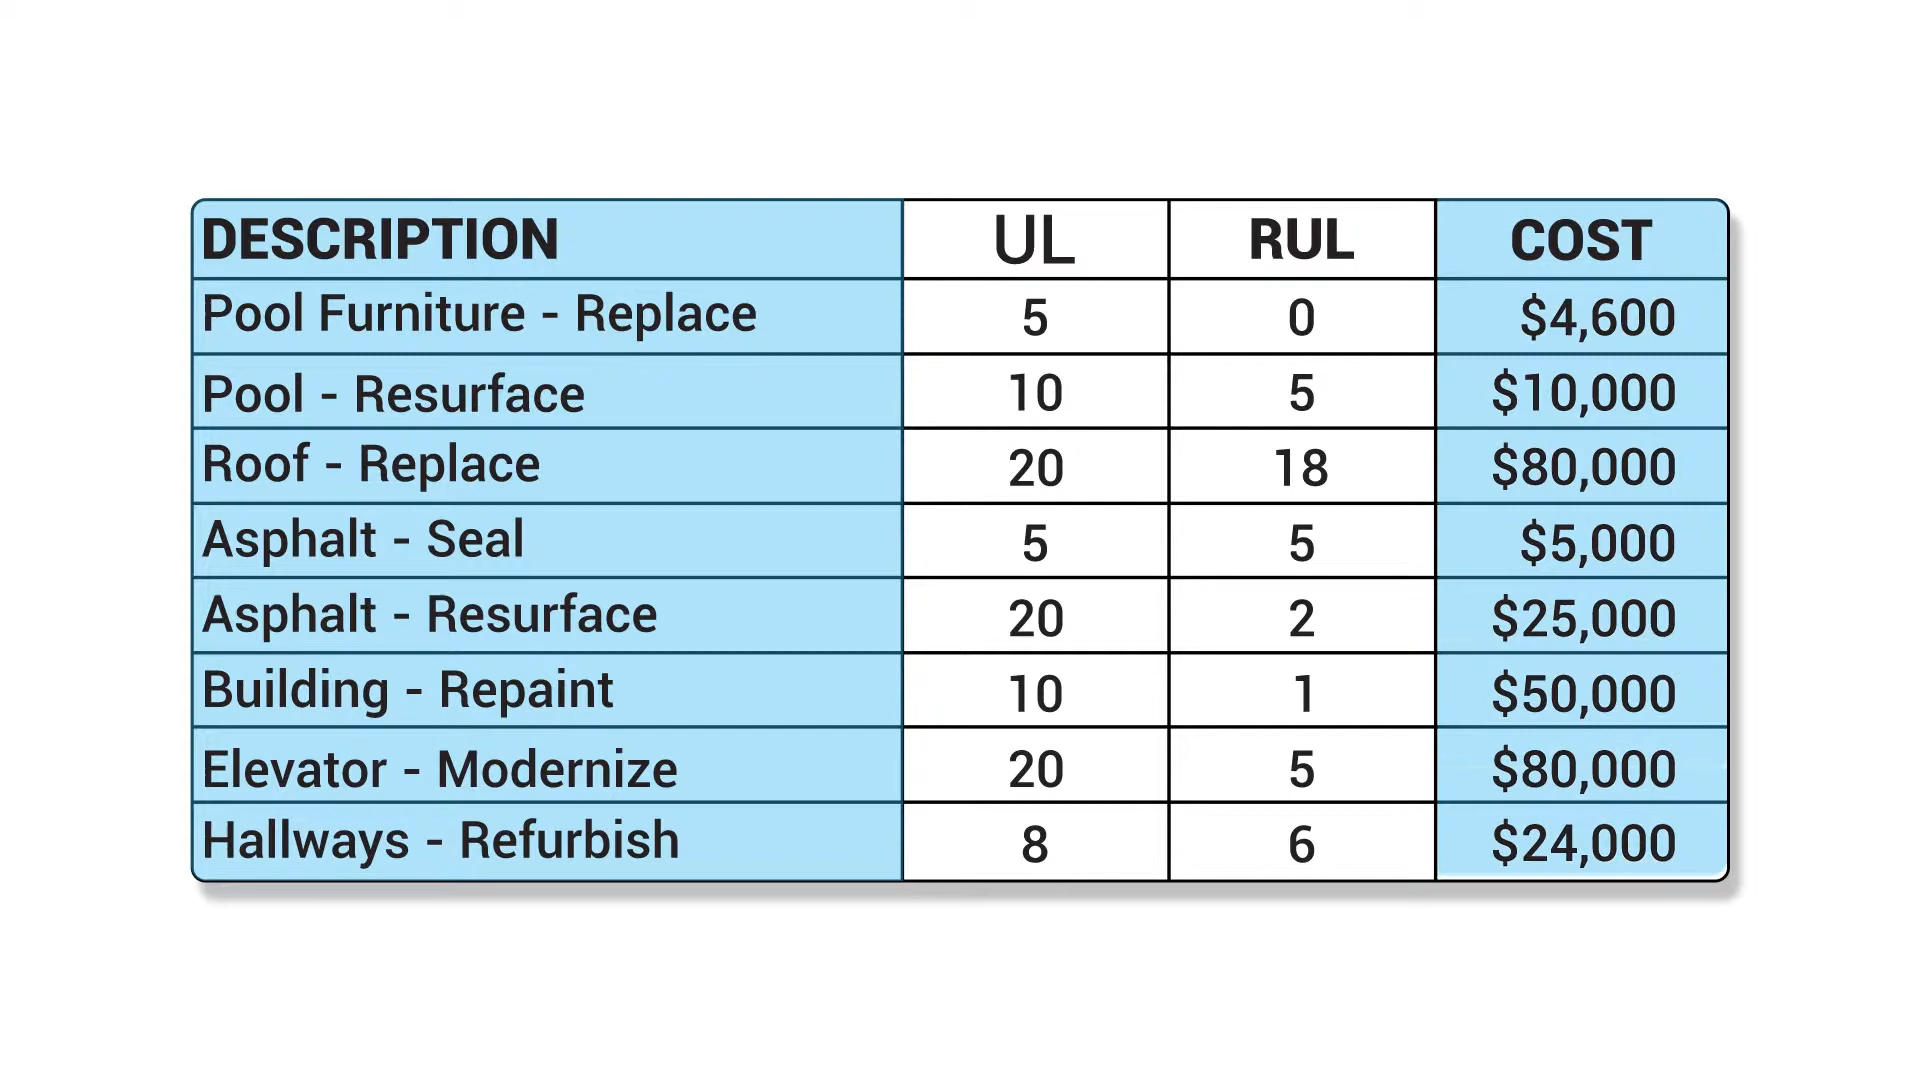 DESCRIPTION UL RUL COST
Pool Furniture - Replace 5 0 $4,600
Pool - Resurface 10 5 $10,000
Roof - Replace 20 18 $80,000
Asphalt - Seal 5 5 $5,000
Asphalt - Resurface 20 2 $25,000
Building - Repaint 10 1 $50,000
Elevator - Modernize 20 5 $80,000
Hallways - Refurbish 8 6 $24,000